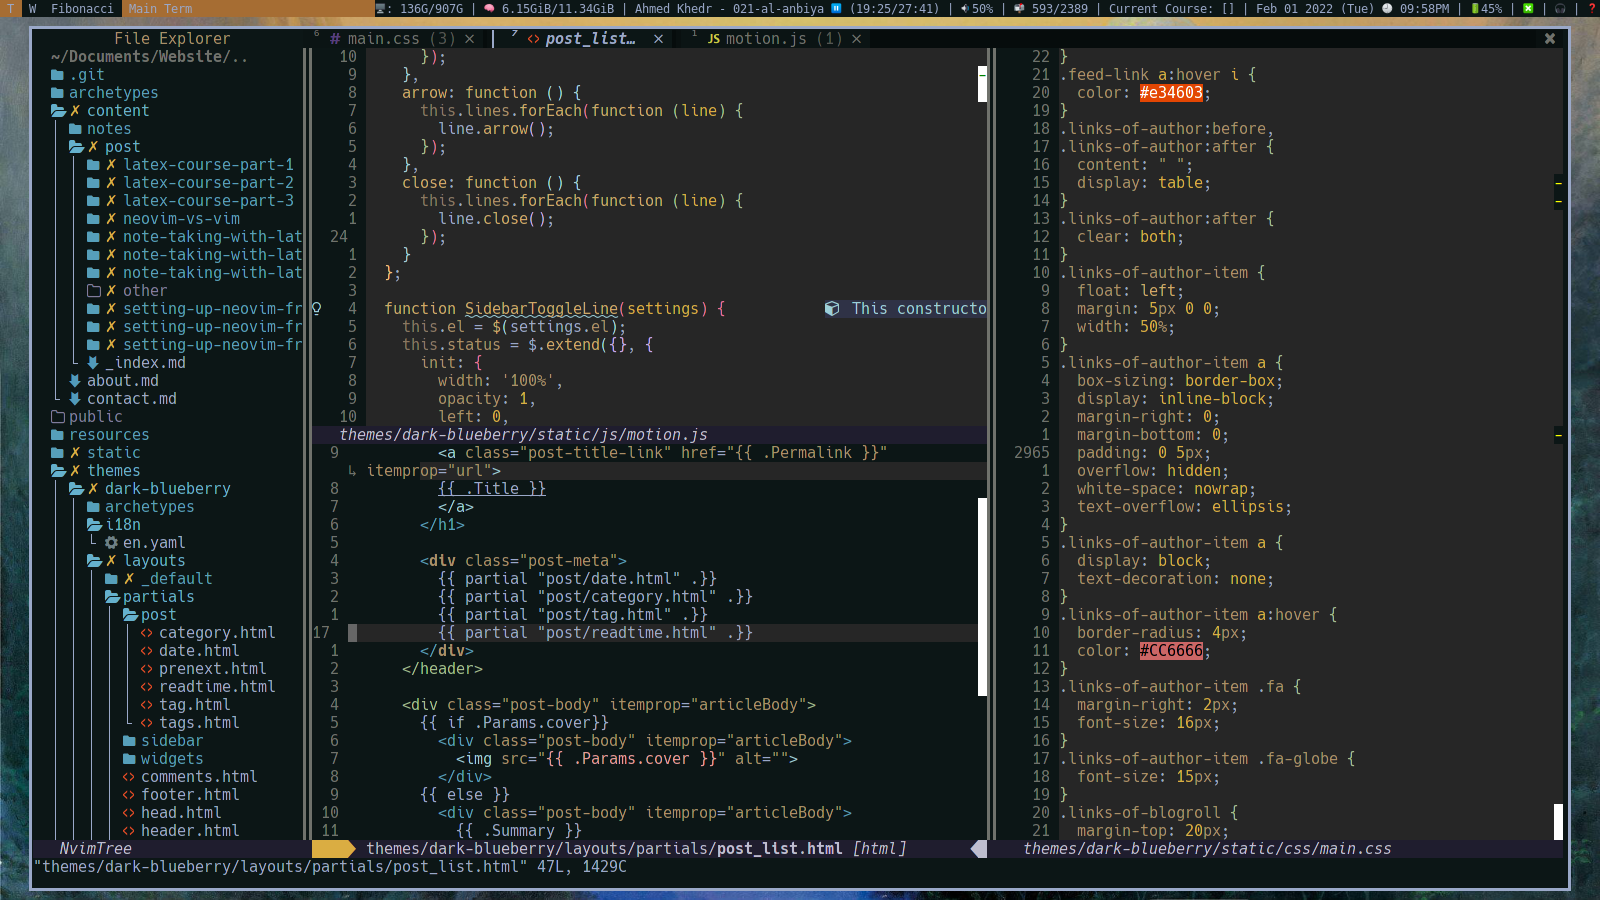 T W Fibonacci Main Term : 136G/907G | 6.15GiB/11.34GiB | Ahmed Khedr - 021-al-anbiya (19:25/27:41) | 50% | 593/2389 | Current Course: [] | Feb 01 2022 (Tue) 09:58PM | 45% | | | ?
File Explorer
~/Documents/Website/..
.git
archetypes
✗ content
notes
✗ post
✗ latex-course-part-1
✗ latex-course-part-2
✗ latex-course-part-3
✗ neovim-vs-vim
✗ note-taking-with-lat
✗ note-taking-with-lat
✗ note-taking-with-lat
✗ other
✗ setting-up-neovim-fr
✗ setting-up-neovim-fr
✗ setting-up-neovim-fr
_index.md
about.md
contact.md
public
resources
✗ static
✗ themes
✗ dark-blueberry
archetypes
i18n
en.yaml
✗ layouts
✗ _default
partials
post
category.html
date.html
prenext.html
readtime.html
tag.html
tags.html
sidebar
widgets
comments.html
footer.html
head.html
header.html
NvimTree
6 # main.css (3) × 7 <> post_list… × 1 JS motion.js (1) ×
10 });
9 },
8 arrow: function () {
7 this.lines.forEach(function (line) {
6 line.arrow();
5 });
4 },
3 close: function () {
2 this.lines.forEach(function (line) {
1 line.close();
24 });
1 }
2 };
3
4 function SidebarToggleLine(settings) { This constructo
5 this.el = $(settings.el);
6 this.status = $.extend({}, {
7 init: {
8 width: '100%',
9 opacity: 1,
10 left: 0,
themes/dark-blueberry/static/js/motion.js
9 <a class="post-title-link" href="{{ .Permalink }}"
↳ itemprop="url">
8 {{ .Title }}
7 </a>
6 </h1>
5
4 <div class="post-meta">
3 {{ partial "post/date.html" .}}
2 {{ partial "post/category.html" .}}
1 {{ partial "post/tag.html" .}}
17 {{ partial "post/readtime.html" .}}
1 </div>
2 </header>
3
4 <div class="post-body" itemprop="articleBody">
5 {{ if .Params.cover}}
6 <div class="post-body" itemprop="articleBody">
7 <img src="{{ .Params.cover }}" alt="">
8 </div>
9 {{ else }}
10 <div class="post-body" itemprop="articleBody">
11 {{ .Summary }}
themes/dark-blueberry/layouts/partials/post_list.html [html]
22 }
21 .feed-link a:hover i {
20 color: #e34603;
19 }
18 .links-of-author:before,
17 .links-of-author:after {
16 content: " ";
15 display: table;
14 }
13 .links-of-author:after {
12 clear: both;
11 }
10 .links-of-author-item {
9 float: left;
8 margin: 5px 0 0;
7 width: 50%;
6 }
5 .links-of-author-item a {
4 box-sizing: border-box;
3 display: inline-block;
2 margin-right: 0;
1 margin-bottom: 0;
2965 padding: 0 5px;
1 overflow: hidden;
2 white-space: nowrap;
3 text-overflow: ellipsis;
4 }
5 .links-of-author-item a {
6 display: block;
7 text-decoration: none;
8 }
9 .links-of-author-item a:hover {
10 border-radius: 4px;
11 color: #CC6666;
12 }
13 .links-of-author-item .fa {
14 margin-right: 2px;
15 font-size: 16px;
16 }
17 .links-of-author-item .fa-globe {
18 font-size: 15px;
19 }
20 .links-of-blogroll {
21 margin-top: 20px;
themes/dark-blueberry/static/css/main.css
"themes/dark-blueberry/layouts/partials/post_list.html" 47L, 1429C